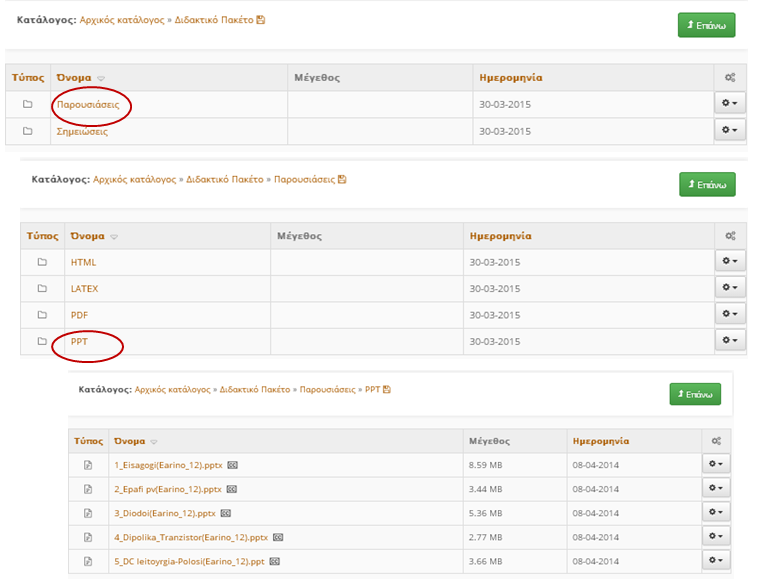 Κατάλογος: Αρχικός κατάλογος » Διδακτικό Πακέτο
Επάνω
Τύπος Όνομα Μέγεθος Ημερομηνία
Παρουσιάσεις 30-03-2015
Σημειώσεις 30-03-2015
Κατάλογος: Αρχικός κατάλογος » Διδακτικό Πακέτο » Παρουσιάσεις
Επάνω
Τύπος Όνομα Μέγεθος Ημερομηνία
HTML 30-03-2015
LATEX 30-03-2015
PDF 30-03-2015
PPT 30-03-2015
Κατάλογος: Αρχικός κατάλογος » Διδακτικό Πακέτο » Παρουσιάσεις » PPT
Επάνω
Τύπος Όνομα Μέγεθος Ημερομηνία
1_Eisagogi(Earino_12).pptx 8.59 MB 08-04-2014
2_Epafi pv(Earino_12).pptx 3.44 MB 08-04-2014
3_Diodoi(Earino_12).pptx 5.36 MB 08-04-2014
4_Dipolika_Tranzistor(Earino_12).pptx 2.77 MB 08-04-2014
5_DC leitoyrgia-Polosi(Earino_12).ppt 3.66 MB 08-04-2014